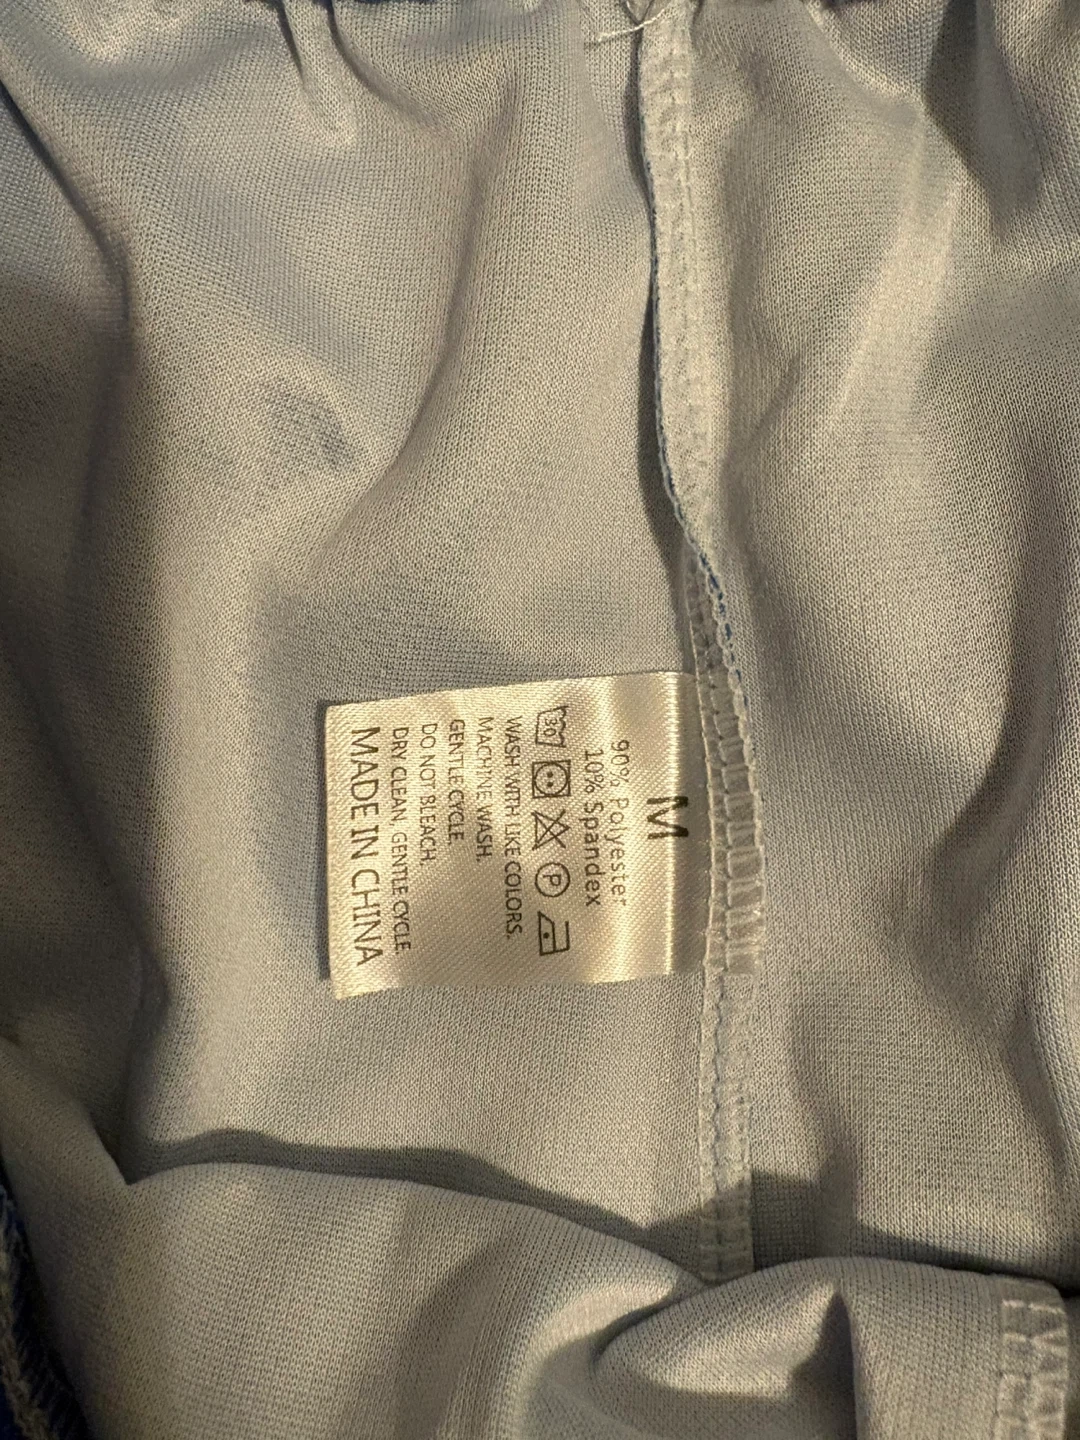 M
90% Polyester
10% Spandex
30 P
WASH WITH LIKE COLORS.
MACHINE WASH.
GENTLE CYCLE.
DO NOT BLEACH.
DRY CLEAN, GENTLE CYCLE.
MADE IN CHINA